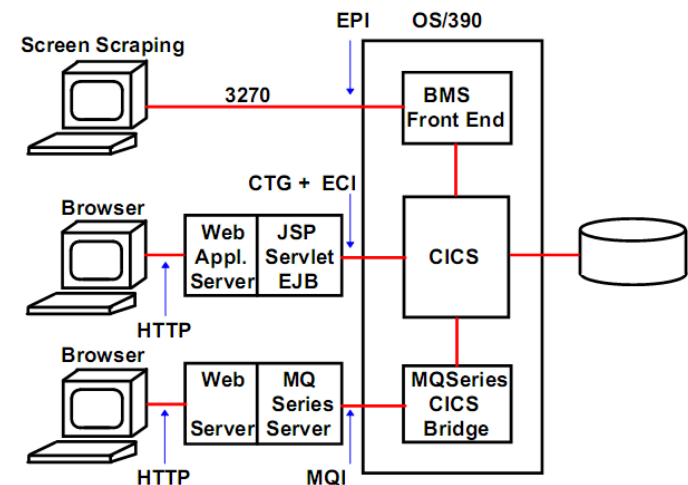 EPI
OS/390
Screen Scraping
3270
BMS
Front End
CTG + ECI
Browser
Web
Appl.
Server
JSP
Servlet
EJB
CICS
HTTP
Browser
Web
Server
MQ
Series
Server
MQSeries
CICS
Bridge
HTTP
MQI